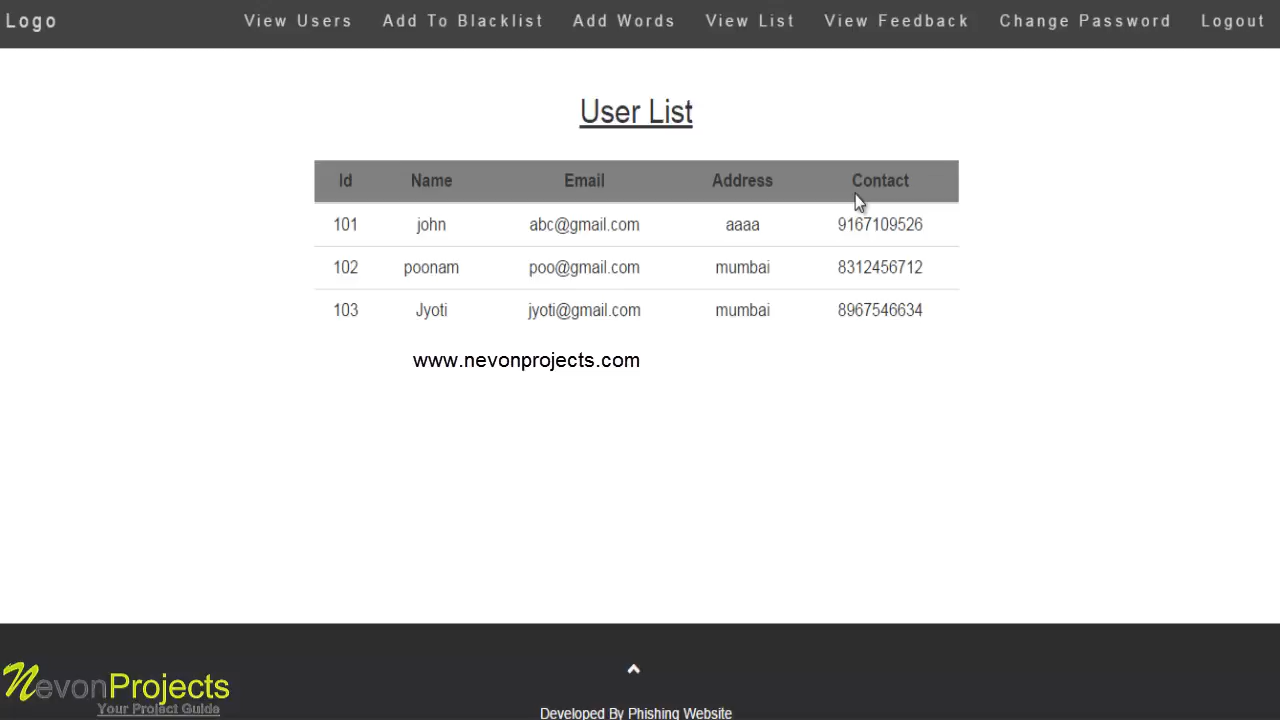 Logo View Users Add To Blacklist Add Words View List View Feedback Change Password Logout
User List
Id Name Email Address Contact
101 john abc@gmail.com aaaa 9167109526
102 poonam poo@gmail.com mumbai 8312456712
103 Jyoti jyoti@gmail.com mumbai 8967546634
www.nevonprojects.com
NevonProjects
Your Project Guide
Developed By Phishing Website